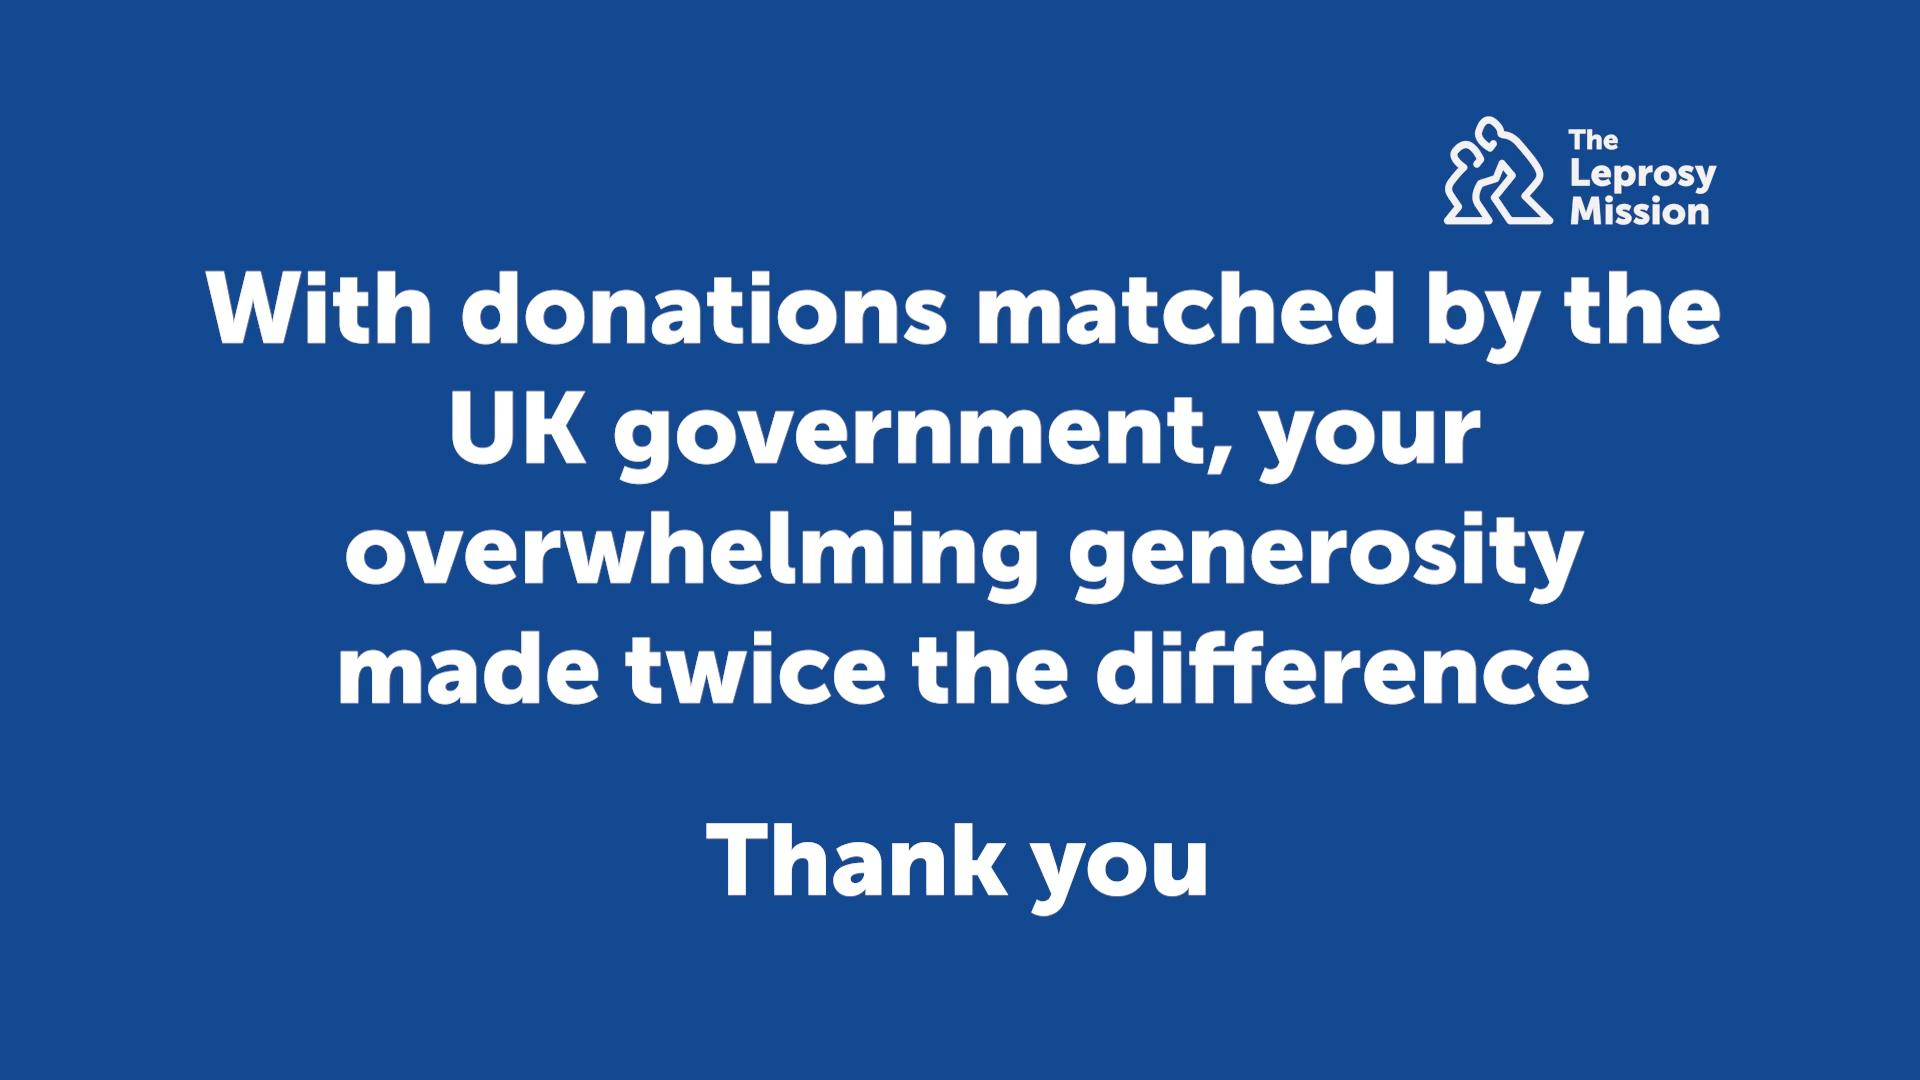 The
Leprosy
Mission
With donations matched by the
UK government, your
overwhelming generosity
made twice the difference
Thank you